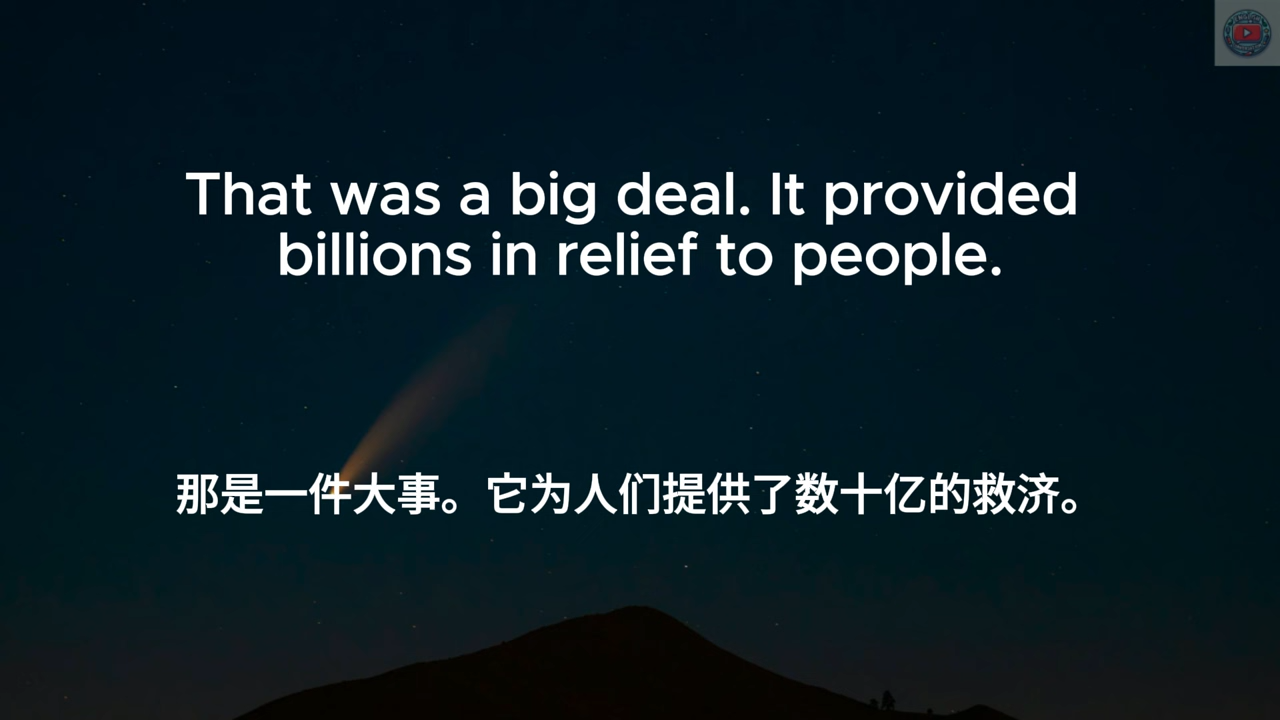 That was a big deal. It provided
billions in relief to people.
那是一件大事。它为人们提供了数十亿的救济。